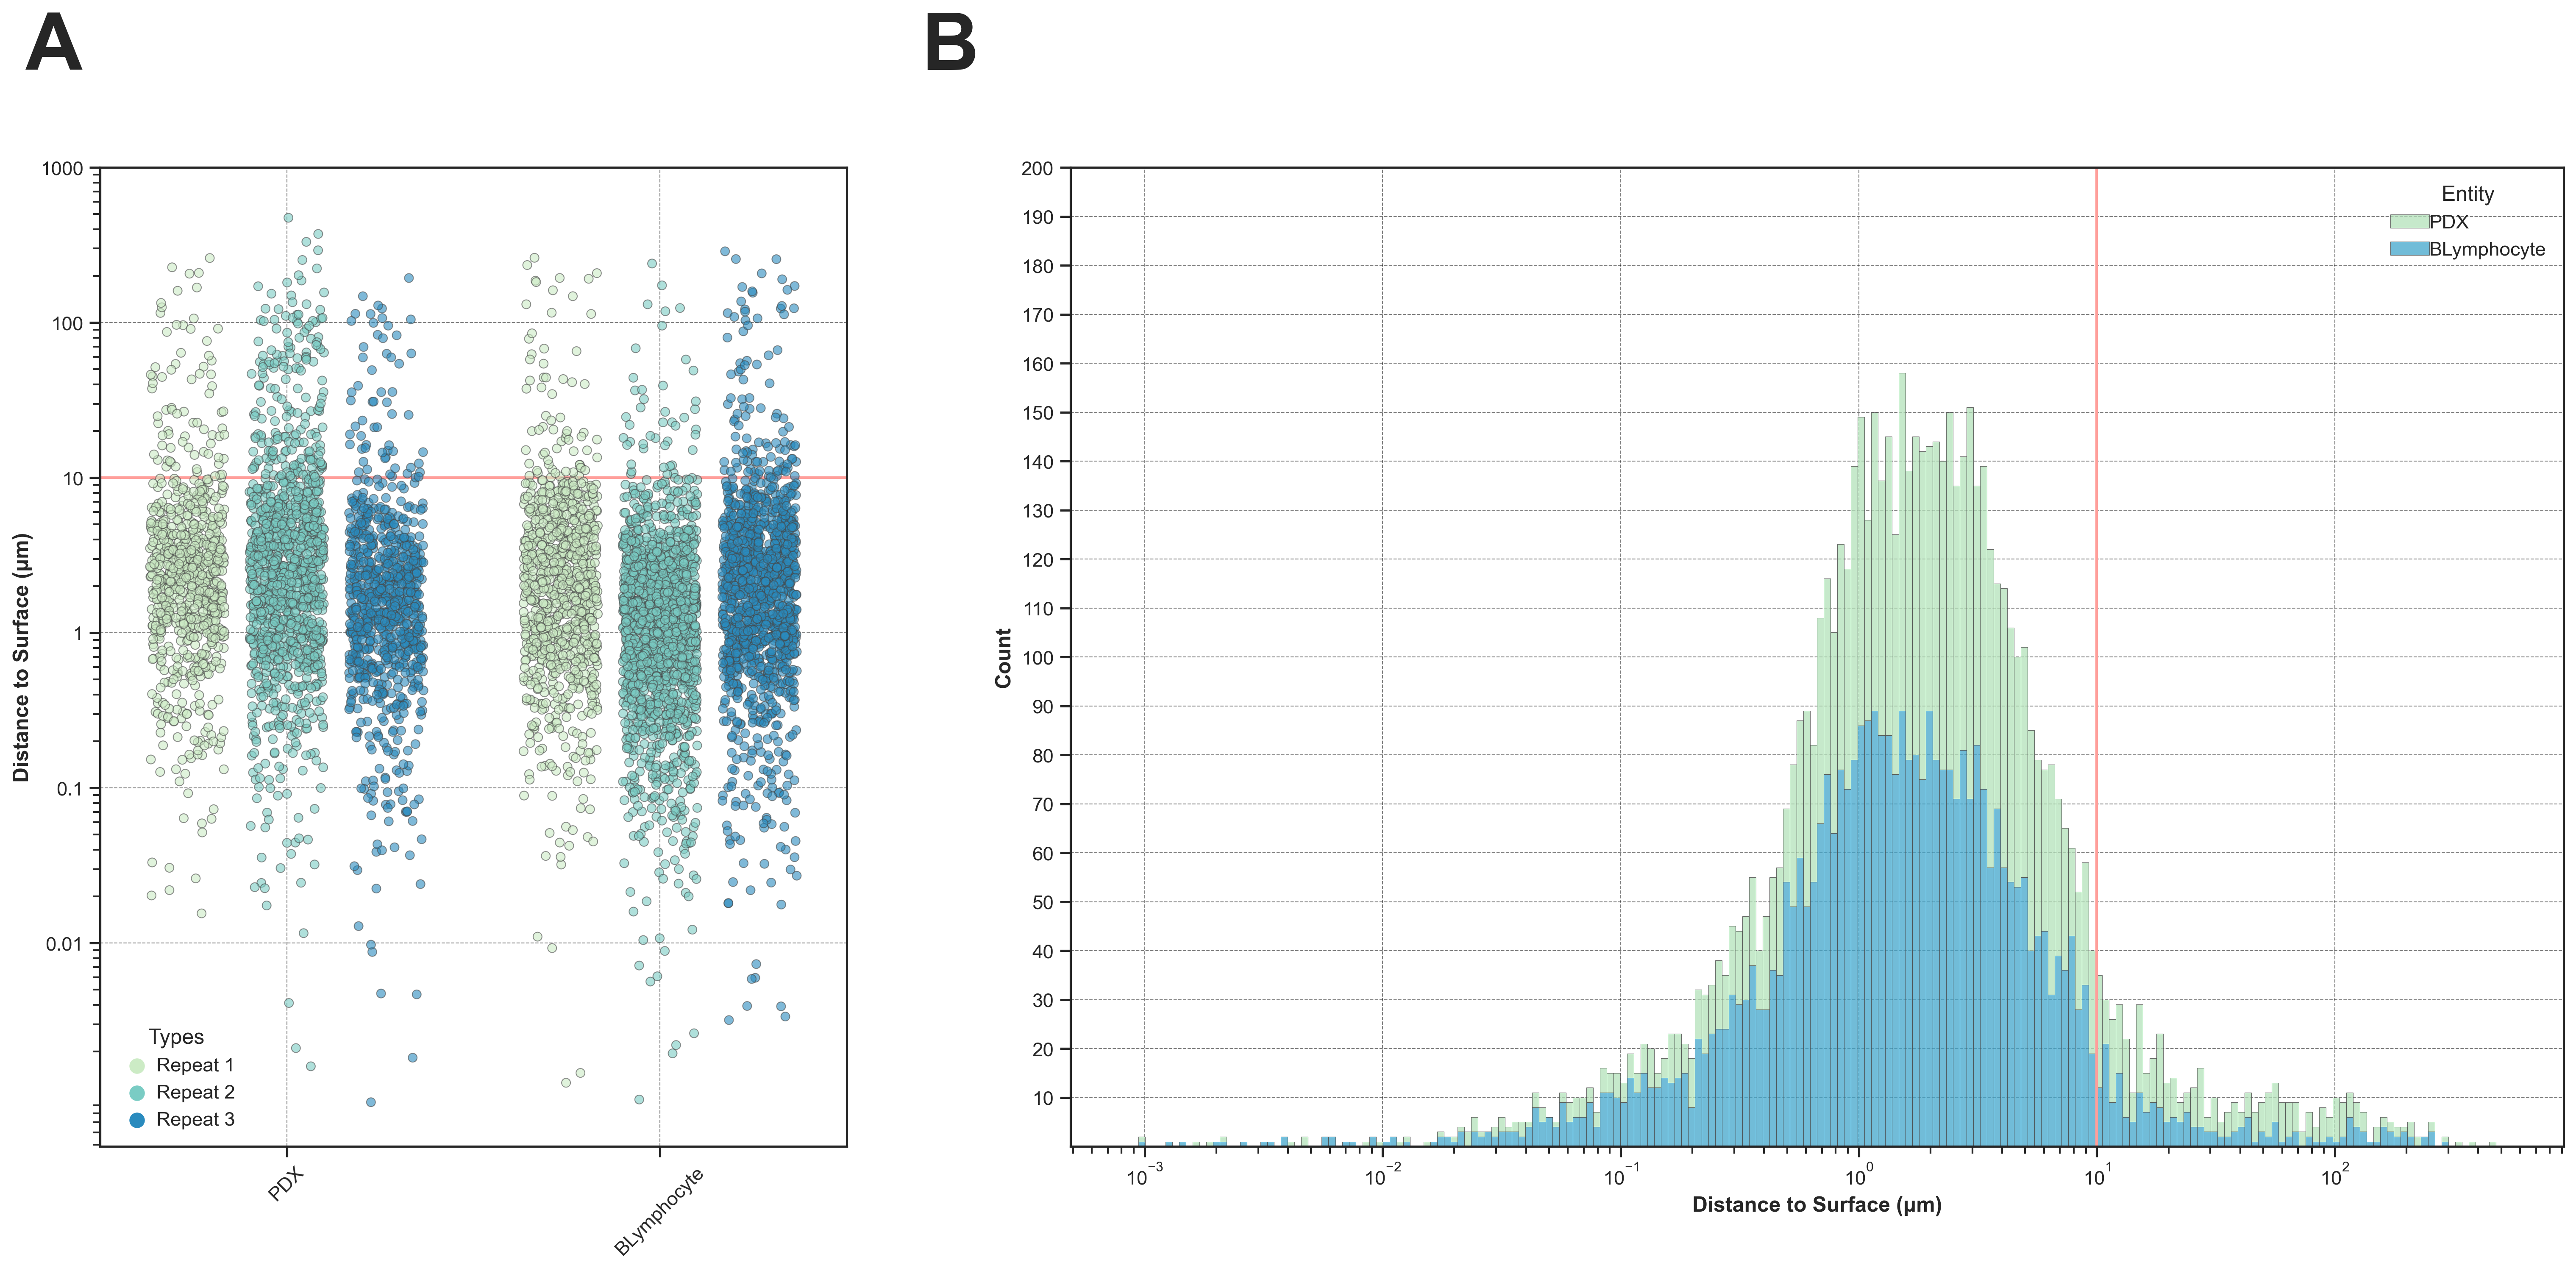 A
B
1000
100
10
1
0.1
0.01
Distance to Surface (µm)
Types
Repeat 1
Repeat 2
Repeat 3
PDX
BLymphocyte
200
190
180
170
160
150
140
130
120
110
100
90
80
70
60
50
40
30
20
10
Count
Entity
PDX
BLymphocyte
10⁻³
10⁻²
10⁻¹
10⁰
10¹
10²
Distance to Surface (µm)